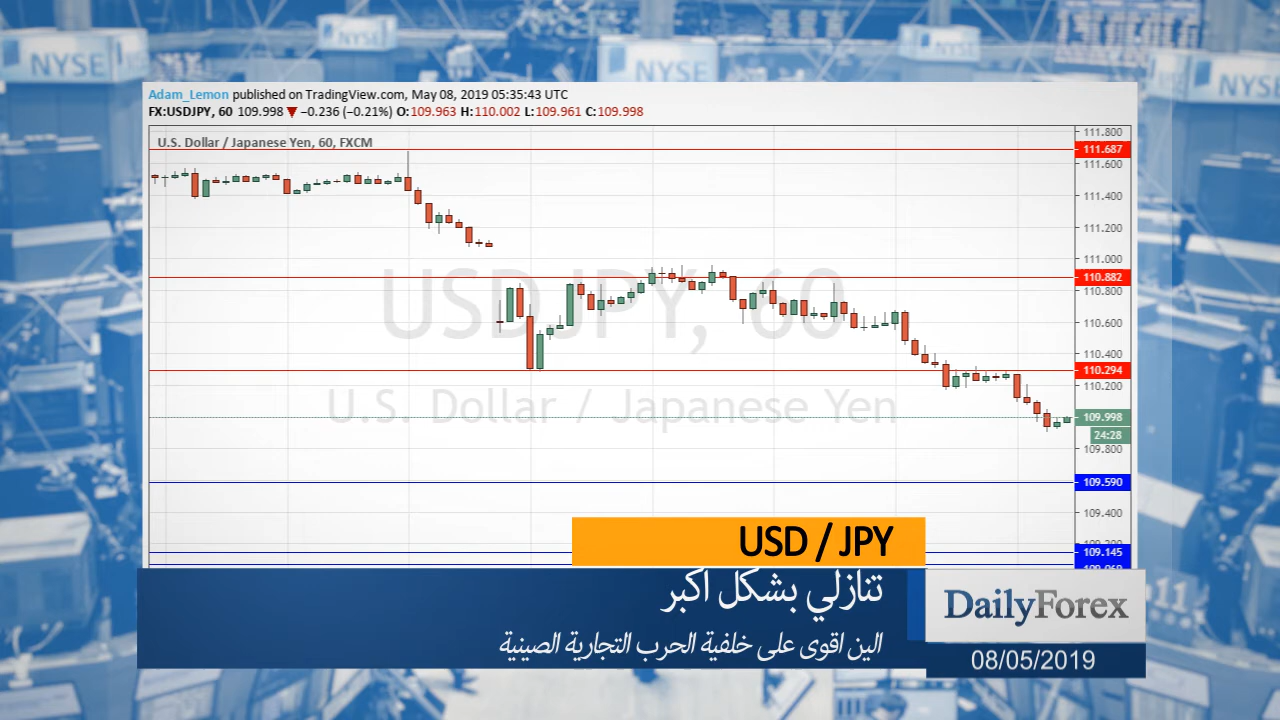 NYSE
NYSE
NYSE
NYSE
NYSE
Adam_Lemon published on TradingView.com, May 08, 2019 05:35:43 UTC
FX:USDJPY, 60 109.998 ▼ −0.236 (−0.21%) O:109.963 H:110.002 L:109.961 C:109.998
U.S. Dollar / Japanese Yen, 60, FXCM
111.800
111.687
111.600
111.400
111.200
111.000
110.882
110.800
110.600
110.400
110.294
110.200
109.998
24:28
109.800
109.590
109.400
109.145
USDJPY, 60
U.S. Dollar / Japanese Yen
USD / JPY
تنازلي بشكل اكبر
الين اقوى على خلفية الحرب التجارية الصينية
DailyForex
08/05/2019